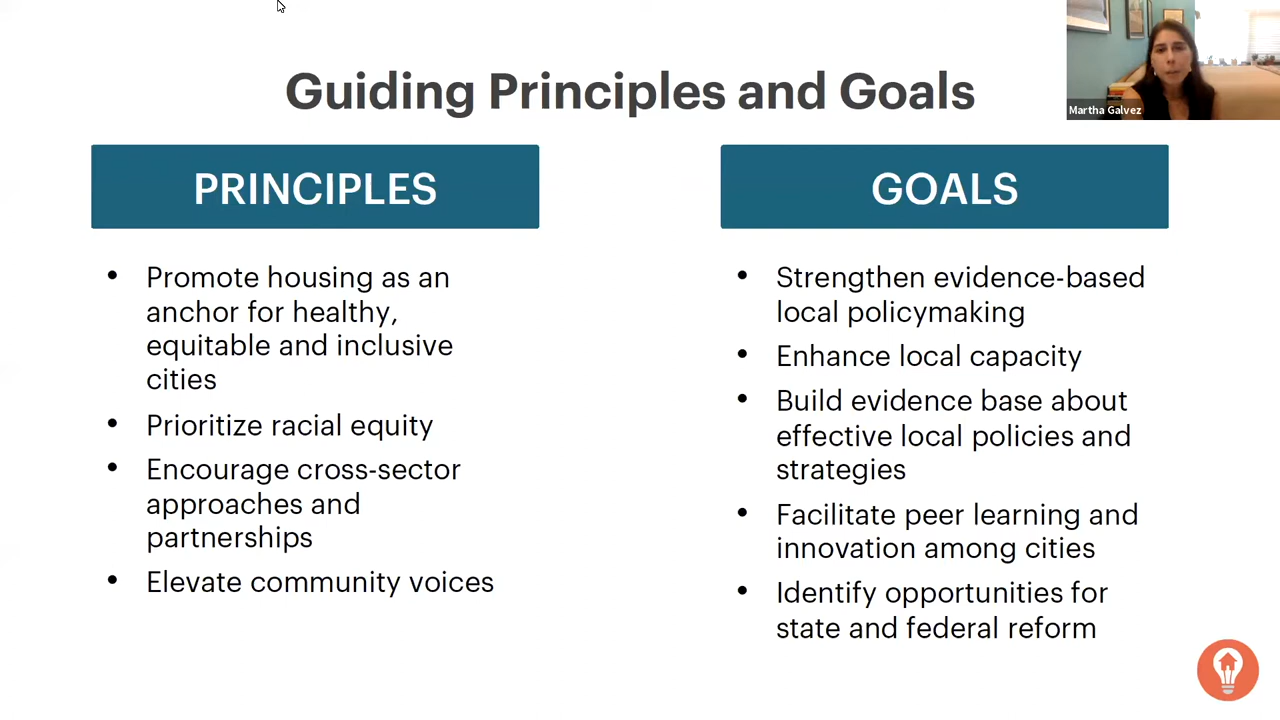 Guiding Principles and Goals
Martha Galvez
PRINCIPLES
• Promote housing as an
anchor for healthy,
equitable and inclusive
cities
• Prioritize racial equity
• Encourage cross-sector
approaches and
partnerships
• Elevate community voices
GOALS
• Strengthen evidence-based
local policymaking
• Enhance local capacity
• Build evidence base about
effective local policies and
strategies
• Facilitate peer learning and
innovation among cities
• Identify opportunities for
state and federal reform